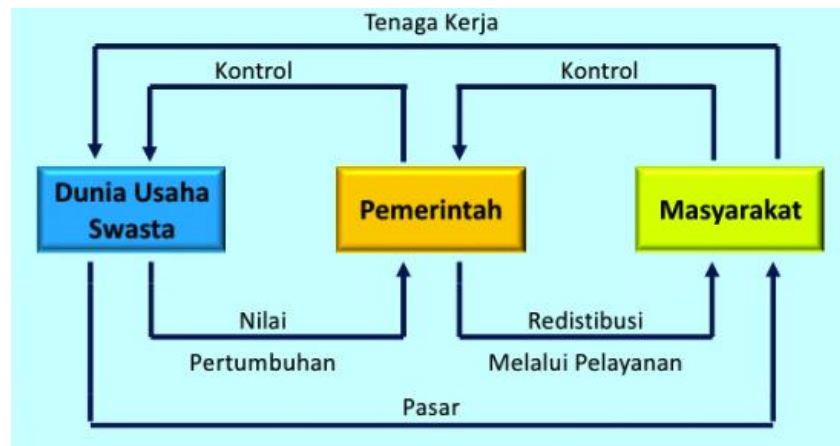 Tenaga Kerja
Kontrol
Kontrol
Dunia Usaha
Swasta
Pemerintah
Masyarakat
Nilai
Pertumbuhan
Redistibusi
Melalui Pelayanan
Pasar